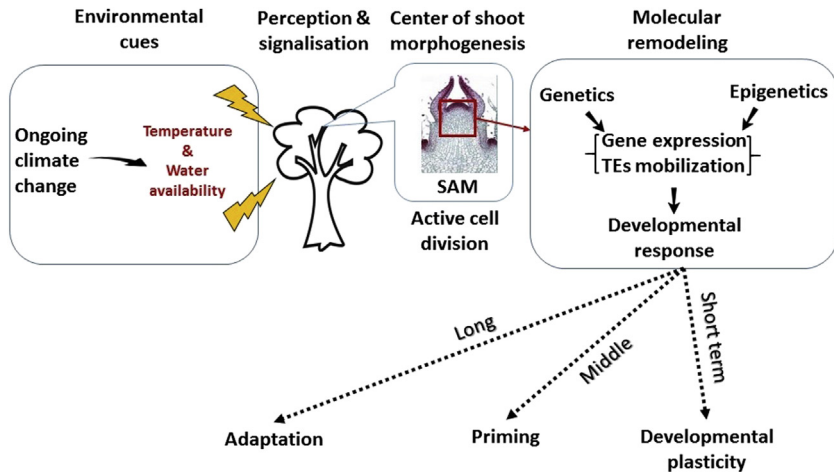 Environmental
cues
Perception &
signalisation
Center of shoot
morphogenesis
Molecular
remodeling
Ongoing
climate
change
Temperature
&
Water
availability
SAM
Active cell
division
Genetics
Epigenetics
Gene expression
TEs mobilization
Developmental
response
Long
Middle
Short term
Adaptation
Priming
Developmental
plasticity